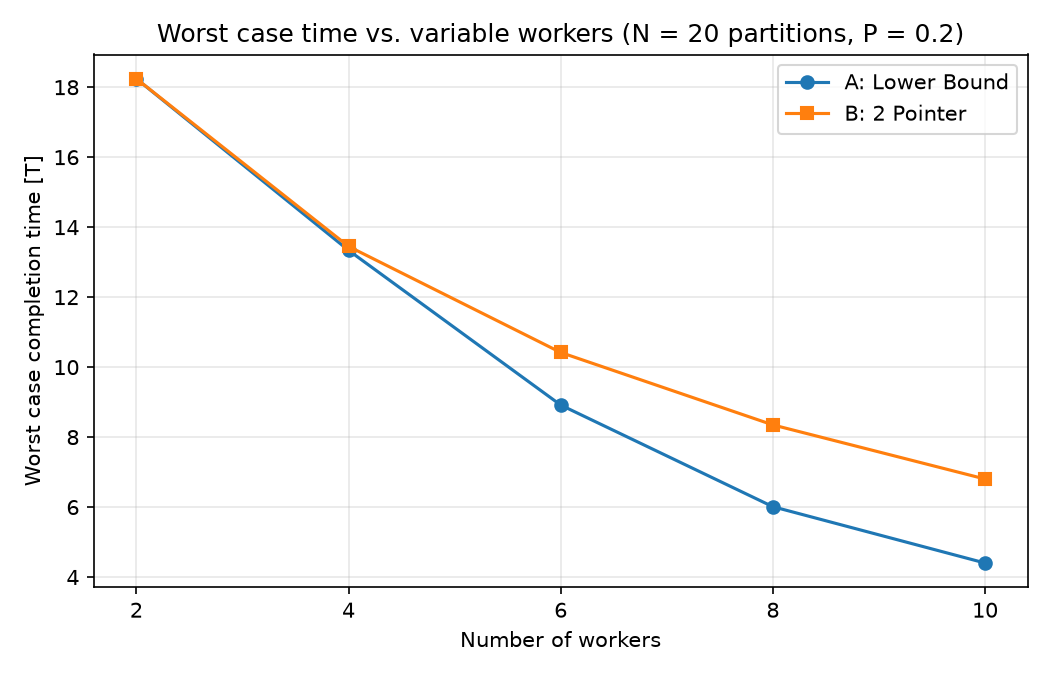 Worst case time vs. variable workers (N = 20 partitions, P = 0.2)
A: Lower Bound
B: 2 Pointer
Worst case completion time [T]
18
16
14
12
10
8
6
4
2 4 6 8 10
Number of workers